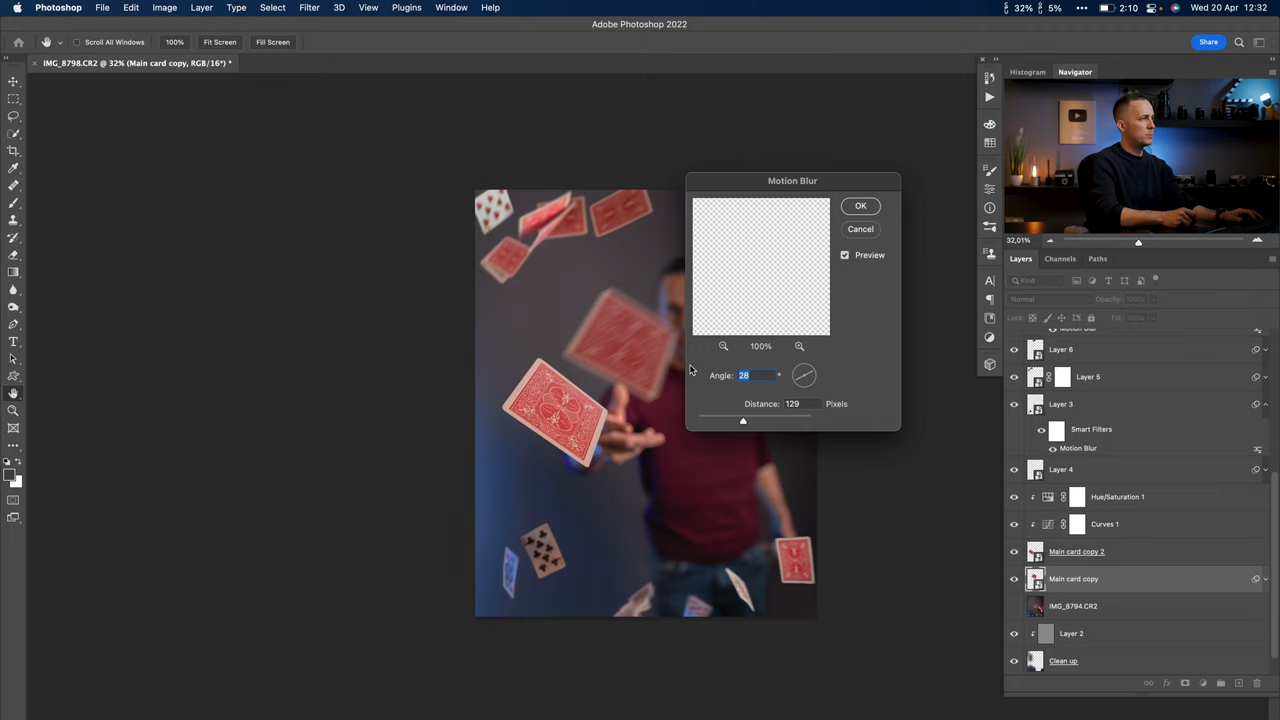 Photoshop File Edit Image Layer Type Select Filter 3D View Plugins Window Help 32% 5% 2:10 Wed 20 Apr 12:32
Adobe Photoshop 2022
Scroll All Windows 100% Fit Screen Fill Screen Share
IMG_8798.CR2 @ 32% (Main card copy, RGB/16*) *
Histogram Navigator
Motion Blur
OK
Cancel
Preview
100%
Angle: 28 °
Distance: 129 Pixels
32,01%
Layers Channels Paths
Kind
Normal Opacity: 100%
Lock: Fill: 100%
Motion Blur
Layer 6
Layer 5
Layer 3
Smart Filters
Motion Blur
Layer 4
Hue/Saturation 1
Curves 1
Main card copy 2
Main card copy
IMG_8794.CR2
Layer 2
Clean up